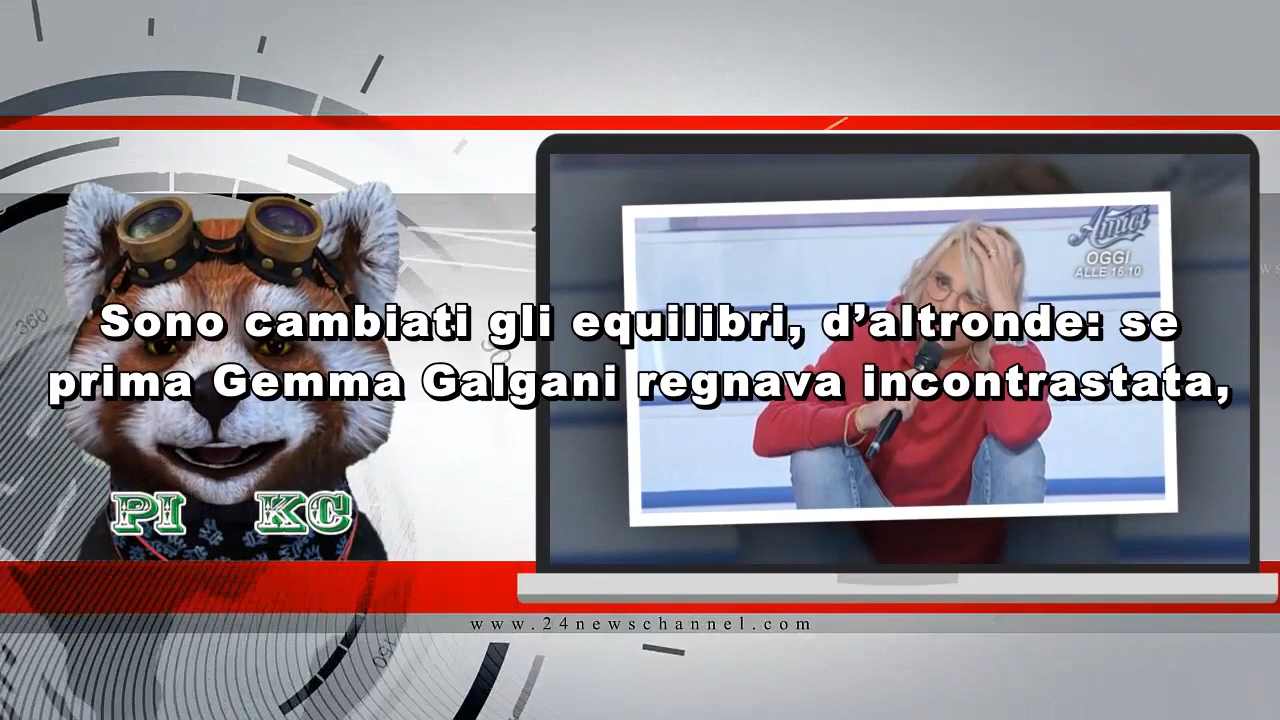 Amici
OGGI
ALLE 16.10
360
Sono cambiati gli equilibri, d’altronde: se
prima Gemma Galgani regnava incontrastata,
PI KC
www.24newschannel.com